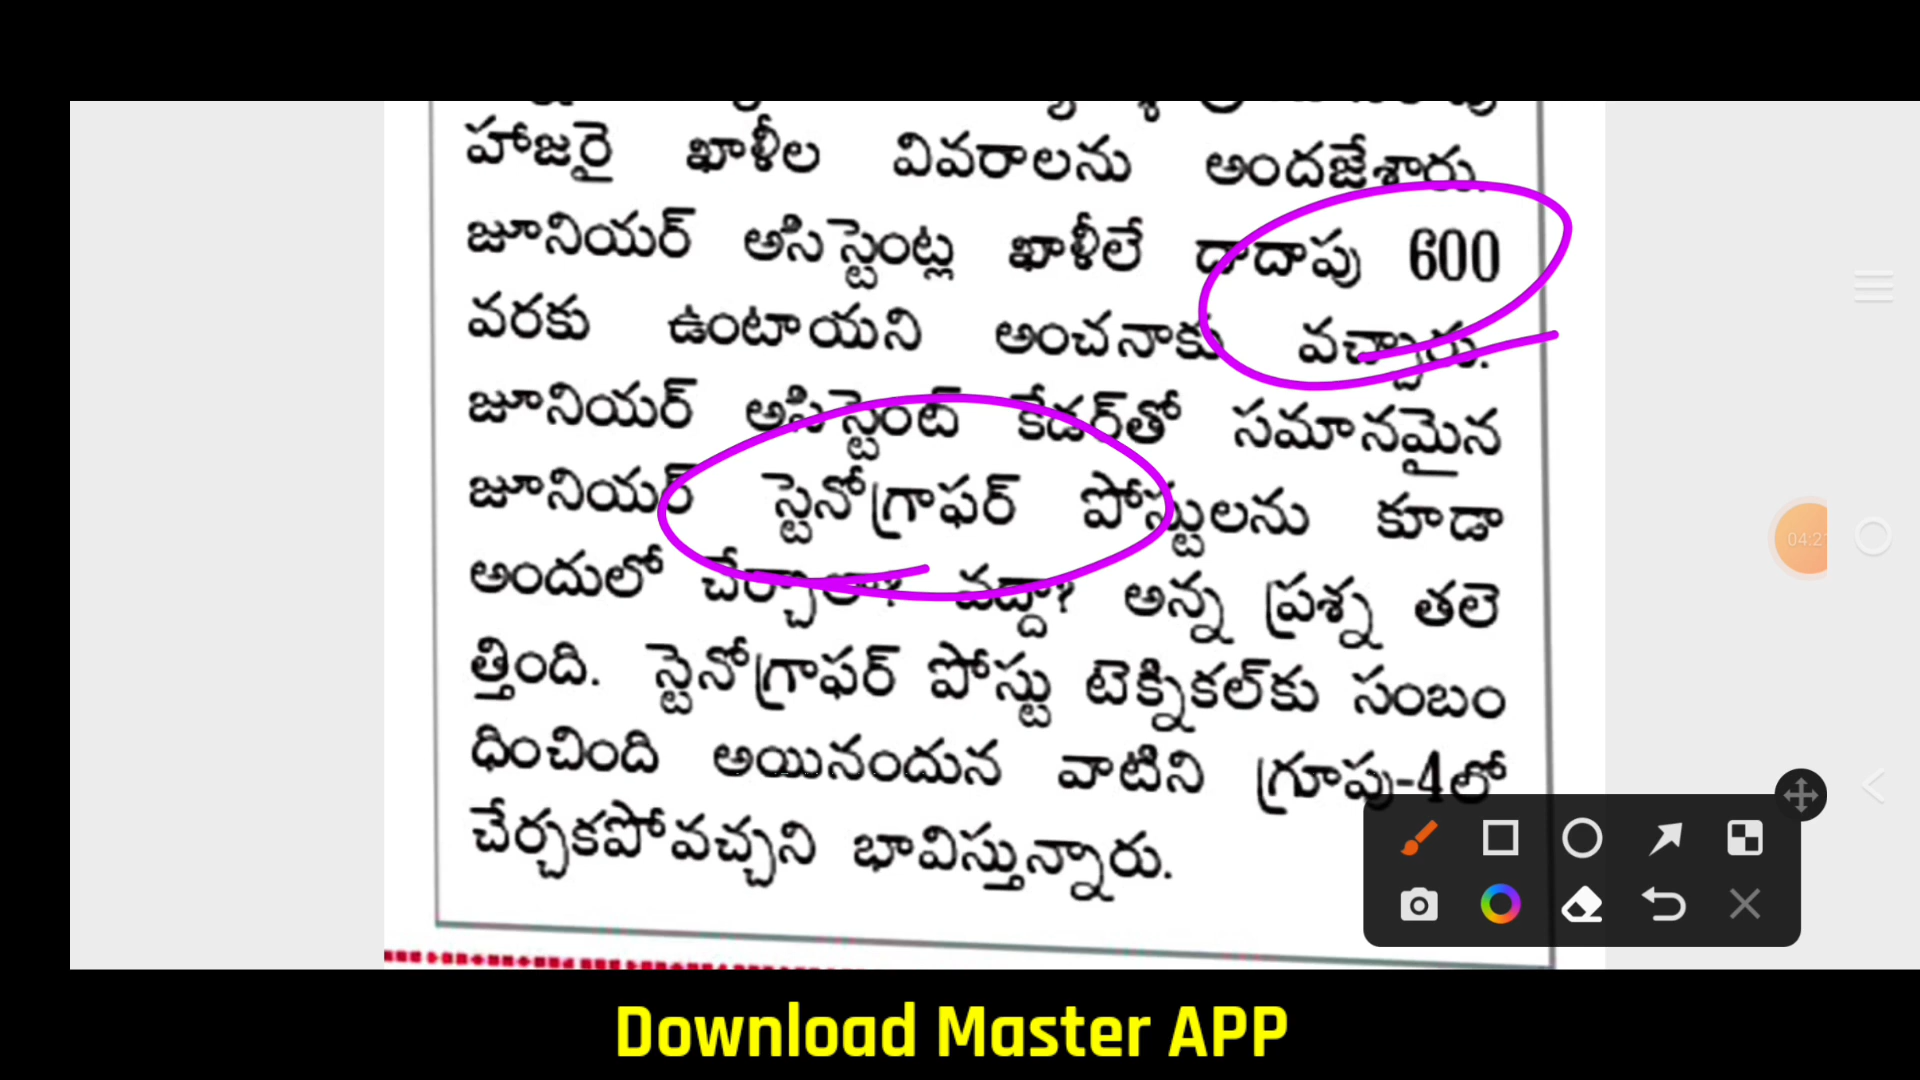 హాజరై ఖాళీల వివరాలను అందజేశారు.
జూనియర్ అసిస్టెంట్ల ఖాళీలే దాదాపు 600
వరకు ఉంటాయని అంచనాకు వచ్చారు.
జూనియర్ అసిస్టెంట్ కేడర్‌తో సమానమైన
జూనియర్ స్టెనోగ్రాఫర్ పోస్టులను కూడా
అందులో చేర్చాలా? వద్దా? అన్న ప్రశ్న తలె
త్తింది. స్టెనోగ్రాఫర్ పోస్టు టెక్నికల్‌కు సంబం
ధించింది అయినందున వాటిని గ్రూపు-4లో
చేర్చకపోవచ్చని భావిస్తున్నారు.
Download Master APP